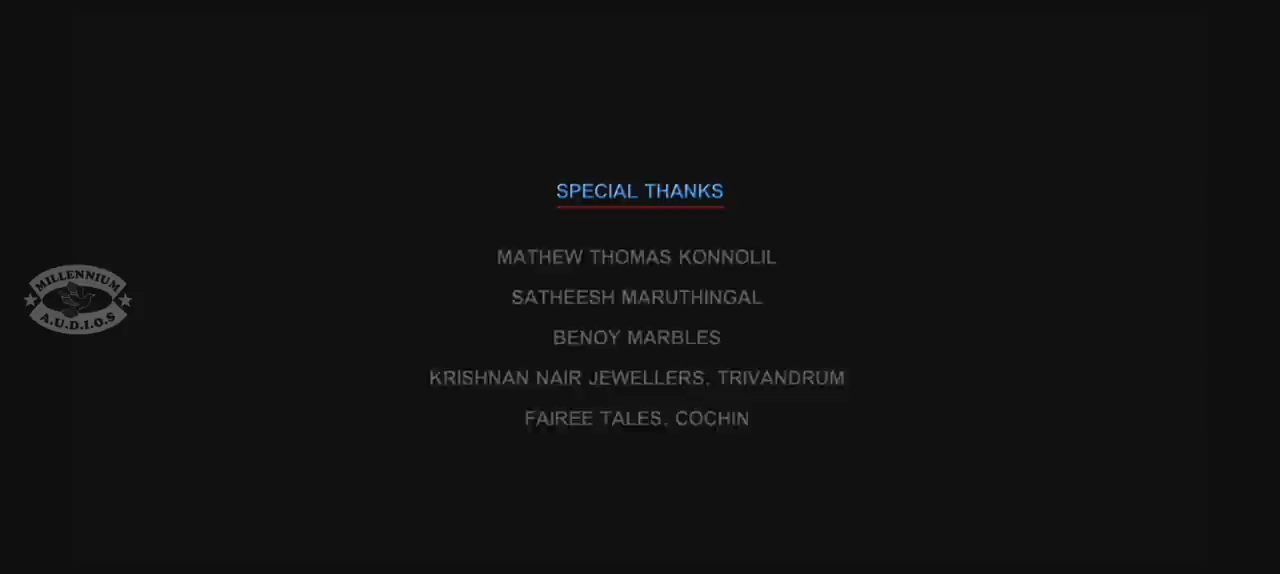 SPECIAL THANKS
MATHEW THOMAS KONNOLIL
SATHEESH MARUTHINGAL
BENOY MARBLES
KRISHNAN NAIR JEWELLERS, TRIVANDRUM
FAIREE TALES, COCHIN
MILLENNIUM
A.U.D.I.O.S